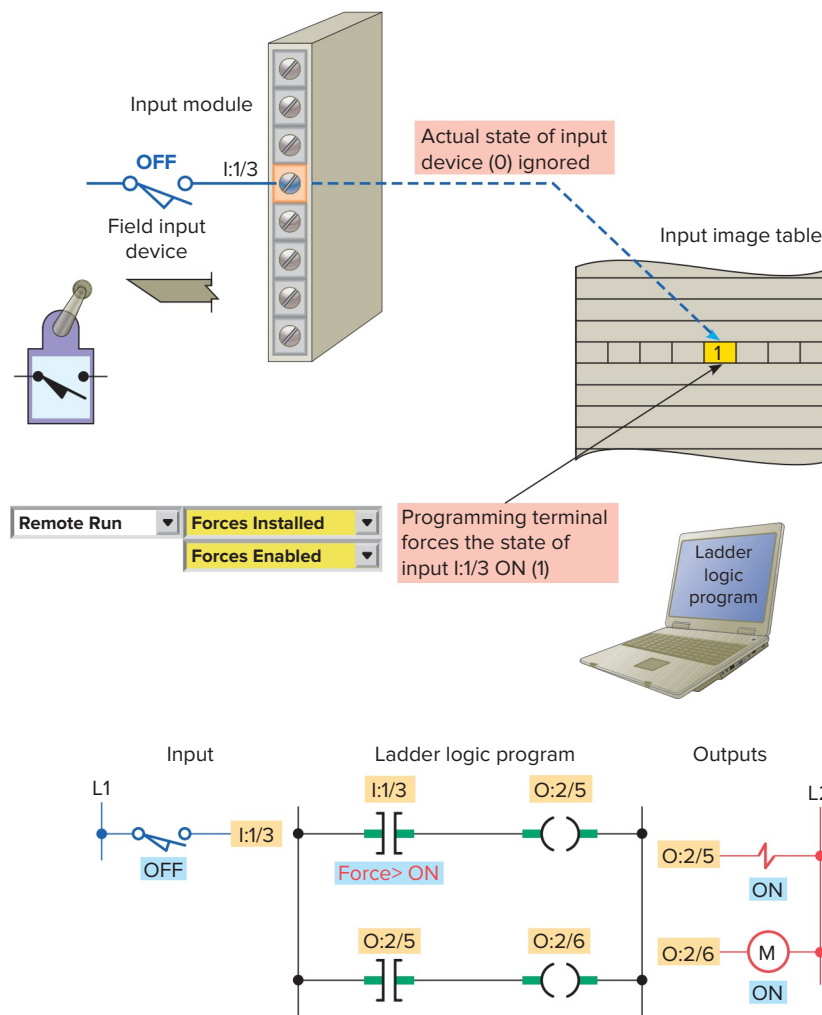 Input module
OFF
I:1/3
Field input
device
Actual state of input
device (0) ignored
Input image table
1
Remote Run
Forces Installed
Forces Enabled
Programming terminal
forces the state of
input I:1/3 ON (1)
Ladder
logic
program
Input
Ladder logic program
Outputs
L1
L2
I:1/3
OFF
I:1/3
Force> ON
O:2/5
O:2/5
ON
O:2/5
O:2/6
O:2/6
M
ON